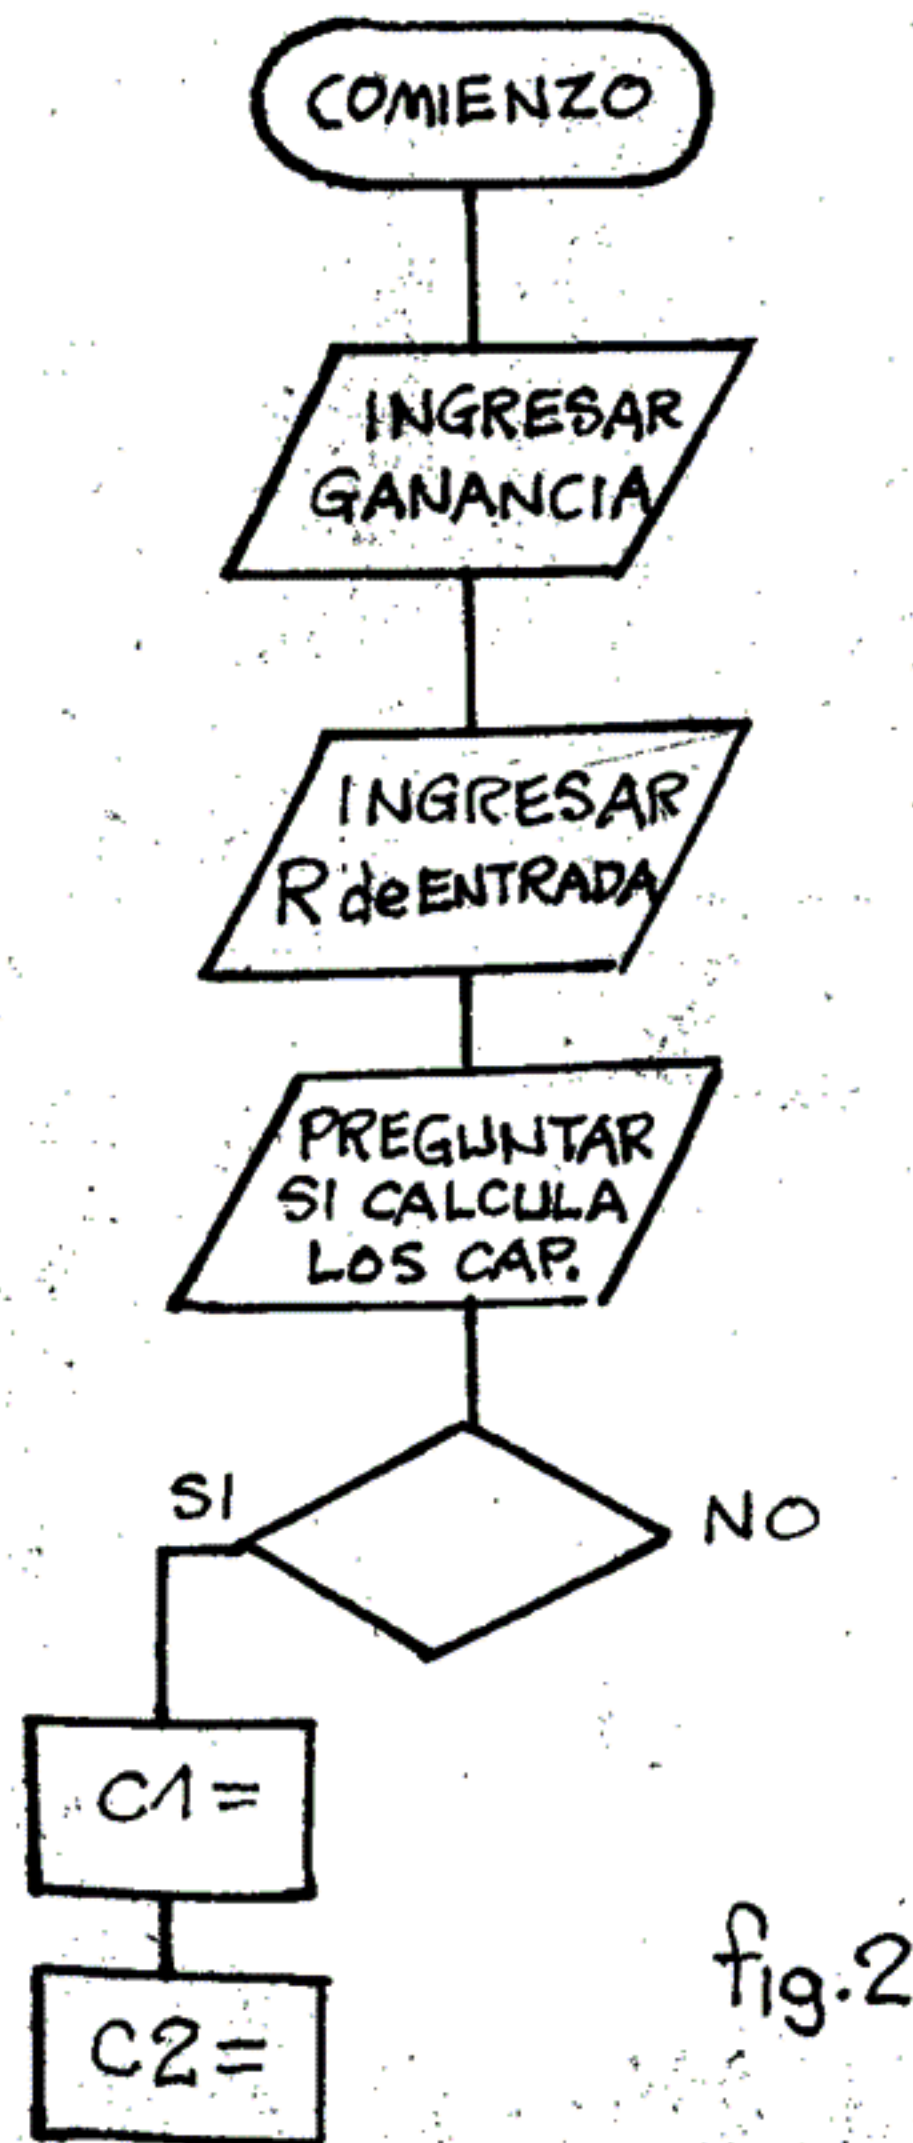 COMIENZO
INGRESAR
GANANCIA
INGRESAR
R de ENTRADA
PREGUNTAR
SI CALCULA
LOS CAP.
SI
NO
C1=
C2=
fig.2